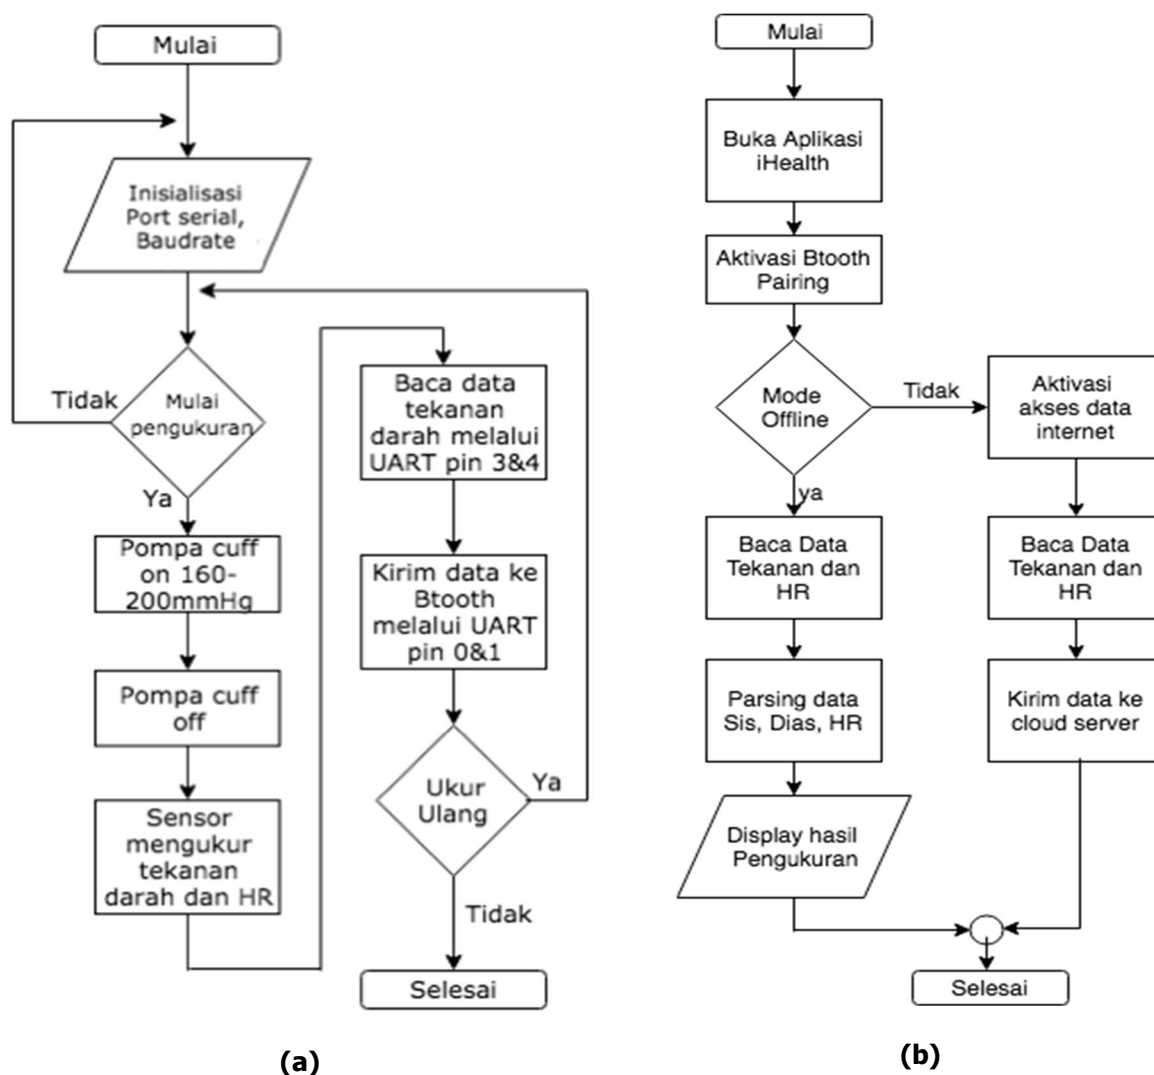 Mulai
Inisialisasi
Port serial,
Baudrate
Mulai
pengukuran
Tidak
Ya
Pompa cuff
on 160-
200mmHg
Pompa cuff
off
Sensor
mengukur
tekanan
darah dan HR
Baca data
tekanan
darah melalui
UART pin 3&4
Kirim data ke
Btooth
melalui UART
pin 0&1
Ukur
Ulang
Ya
Tidak
Selesai
(a)
Mulai
Buka Aplikasi
iHealth
Aktivasi Btooth
Pairing
Mode
Offline
Tidak
ya
Aktivasi
akses data
internet
Baca Data
Tekanan dan
HR
Baca Data
Tekanan dan
HR
Parsing data
Sis, Dias, HR
Kirim data ke
cloud server
Display hasil
Pengukuran
Selesai
(b)